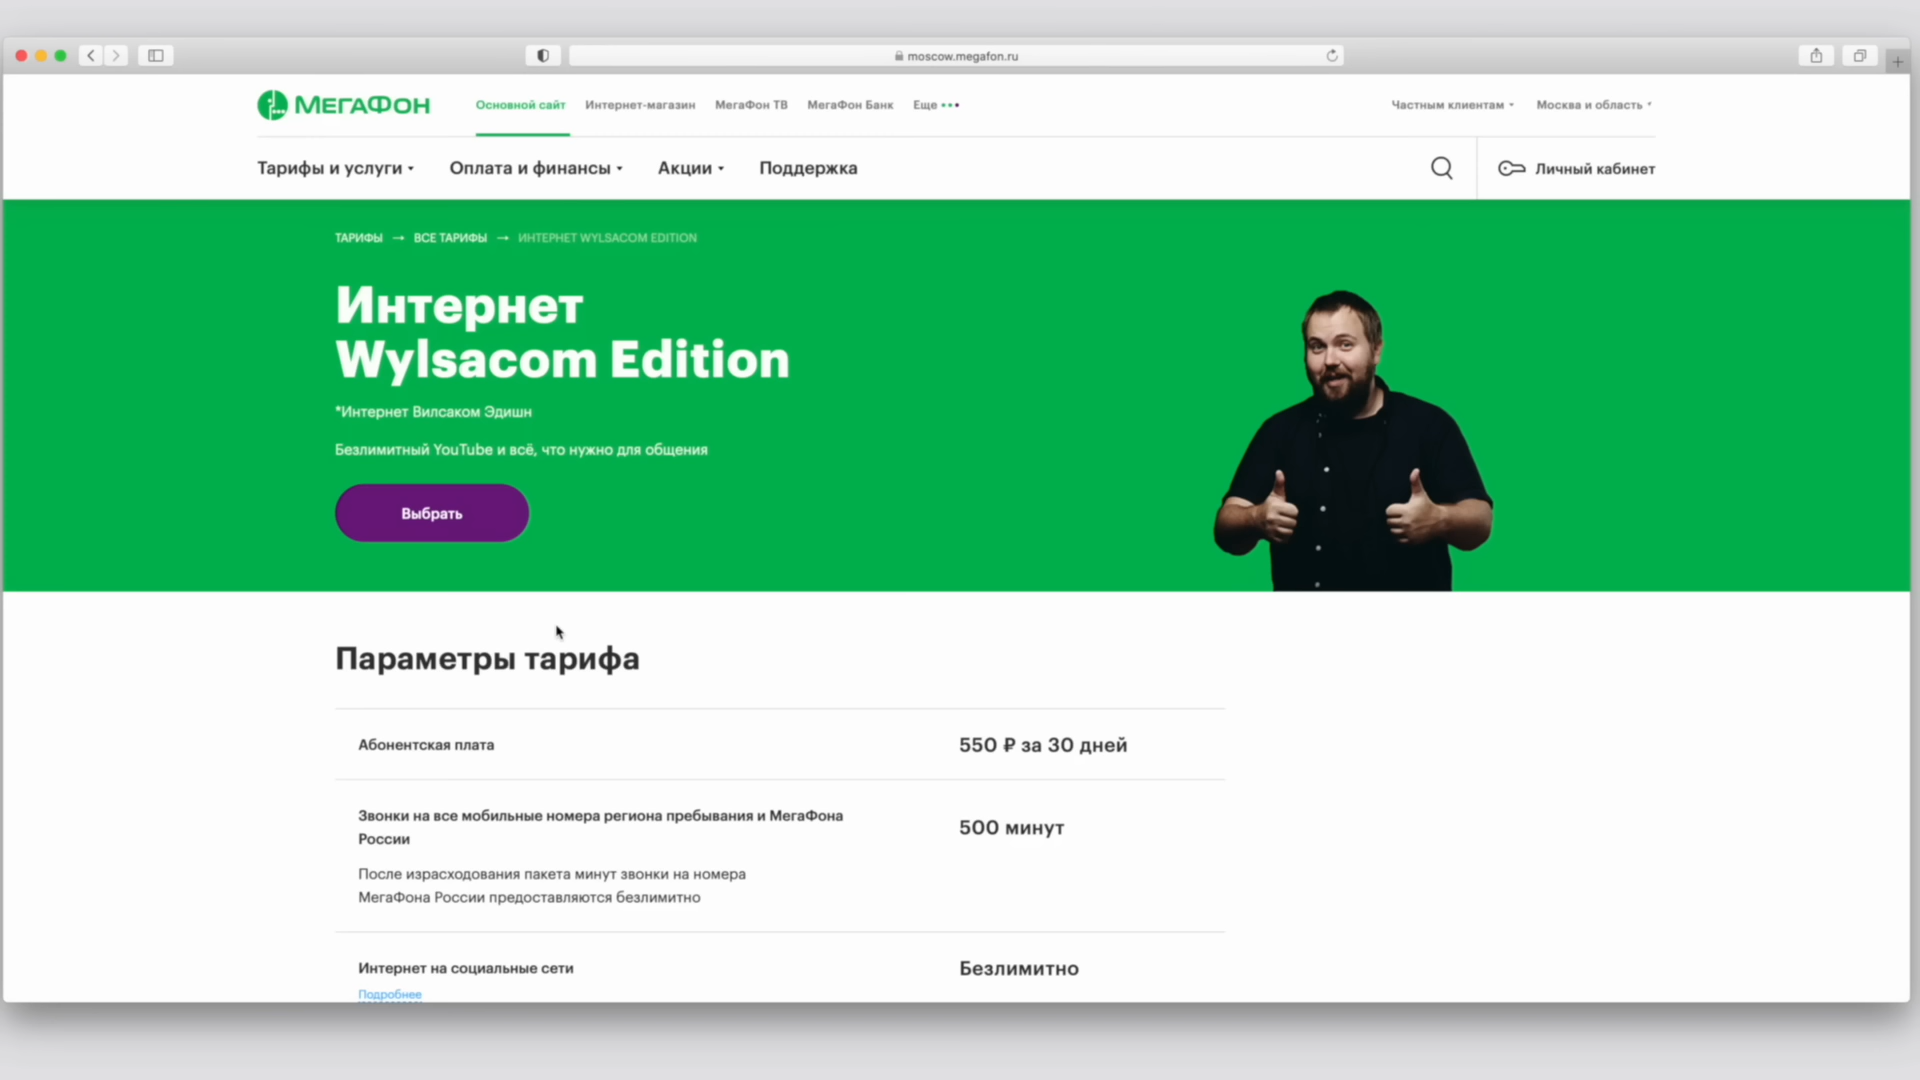 moscow.megafon.ru
МЕГАФОН
Основной сайт
Интернет-магазин
МегаФон ТВ
МегаФон Банк
Еще
Частным клиентам
Москва и область
Тарифы и услуги
Оплата и финансы
Акции
Поддержка
Личный кабинет
ТАРИФЫ → ВСЕ ТАРИФЫ → ИНТЕРНЕТ WYLSACOM EDITION
Интернет
Wylsacom Edition
*Интернет Вилсаком Эдишн
Безлимитный YouTube и всё, что нужно для общения
Выбрать
Параметры тарифа
Абонентская плата
550 ₽ за 30 дней
Звонки на все мобильные номера региона пребывания и МегаФона
России
500 минут
После израсходования пакета минут звонки на номера
МегаФона России предоставляются безлимитно
Интернет на социальные сети
Безлимитно
Подробнее